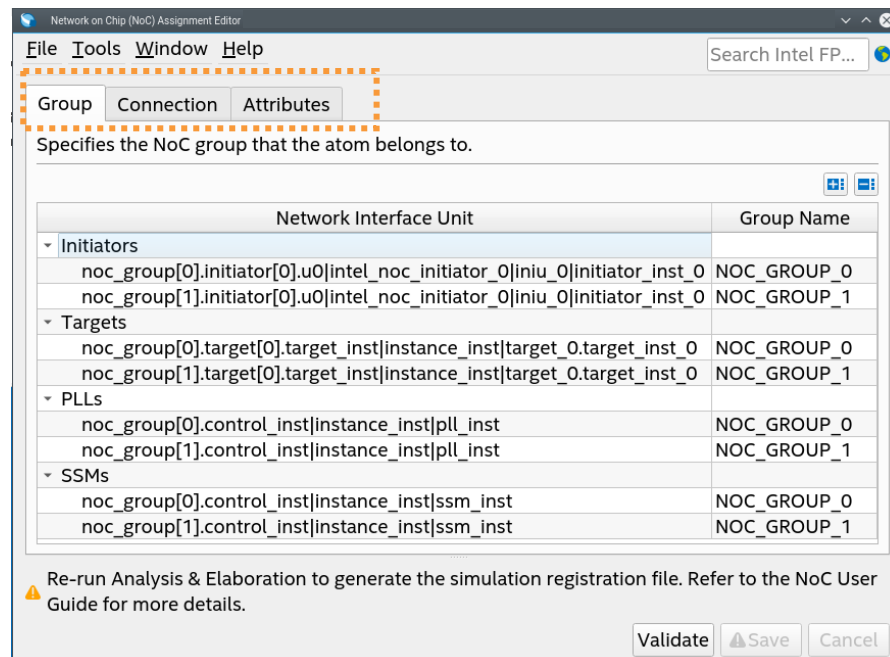 Network on Chip (NoC) Assignment Editor
File Tools Window Help
Search Intel FP...
Group Connection Attributes
Specifies the NoC group that the atom belongs to.
Network Interface Unit Group Name
Initiators
noc_group[0].initiator[0].u0|intel_noc_initiator_0|iniu_0|initiator_inst_0 NOC_GROUP_0
noc_group[1].initiator[0].u0|intel_noc_initiator_0|iniu_0|initiator_inst_0 NOC_GROUP_1
Targets
noc_group[0].target[0].target_inst|instance_inst|target_0.target_inst_0 NOC_GROUP_0
noc_group[1].target[0].target_inst|instance_inst|target_0.target_inst_0 NOC_GROUP_1
PLLs
noc_group[0].control_inst|instance_inst|pll_inst NOC_GROUP_0
noc_group[1].control_inst|instance_inst|pll_inst NOC_GROUP_1
SSMs
noc_group[0].control_inst|instance_inst|ssm_inst NOC_GROUP_0
noc_group[1].control_inst|instance_inst|ssm_inst NOC_GROUP_1
Re-run Analysis & Elaboration to generate the simulation registration file. Refer to the NoC User
Guide for more details.
Validate Save Cancel